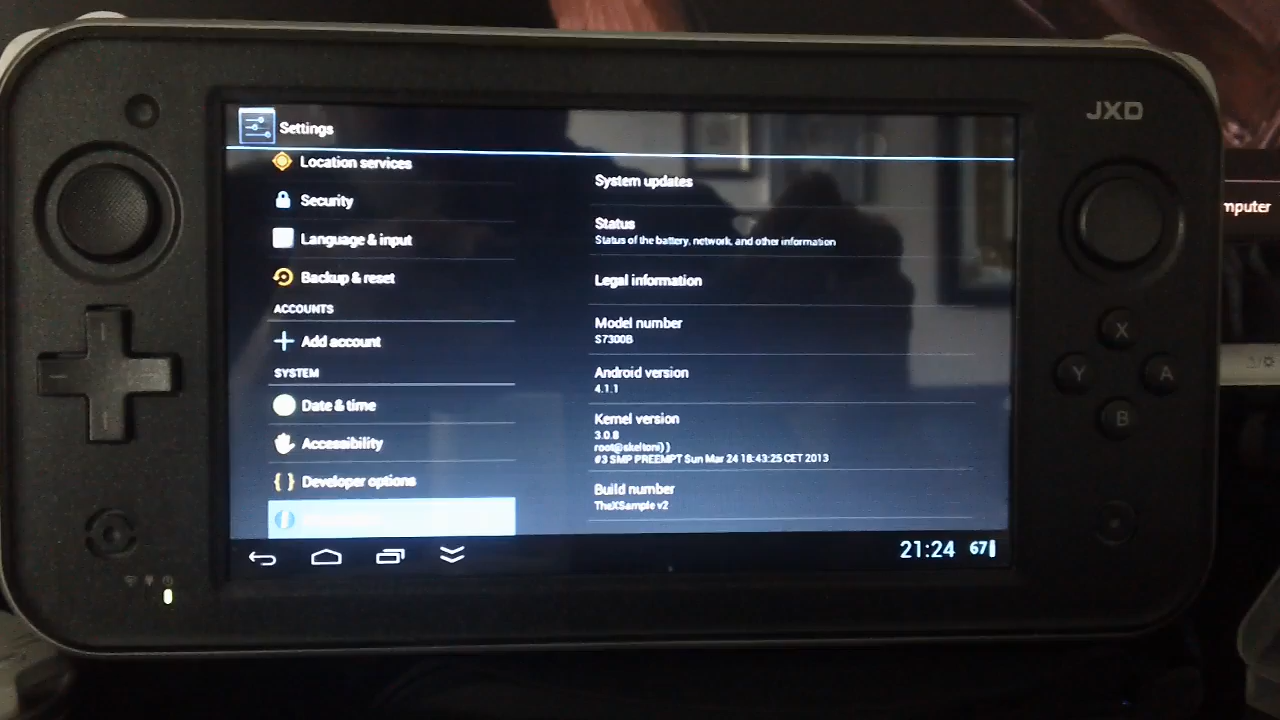 JXD
Settings
Location services
Security
Language & input
Backup & reset
ACCOUNTS
Add account
SYSTEM
Date & time
Accessibility
{ } Developer options
System updates
Status
Status of the battery, network, and other information
Legal information
Model number
S7300B
Android version
4.1.1
Kernel version
3.0.8
root@skeltoni))
#3 SMP PREEMPT Sun Mar 24 18:43:25 CET 2013
Build number
TheXSample v2
21:24 67
X
Y A
B
mputer